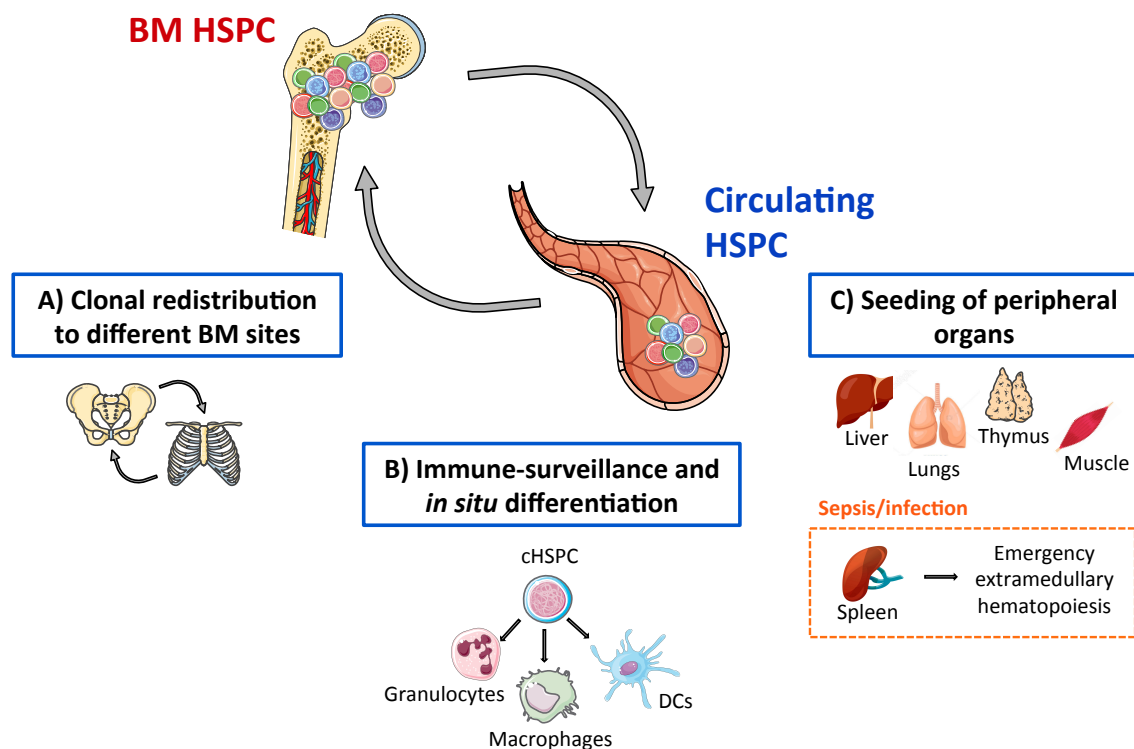 BM HSPC
Circulating
HSPC
A) Clonal redistribution
to different BM sites
B) Immune-surveillance and
in situ differentiation
cHSPC
Granulocytes
Macrophages
DCs
C) Seeding of peripheral
organs
Liver
Lungs
Thymus
Muscle
Sepsis/infection
Spleen
Emergency
extramedullary
hematopoiesis